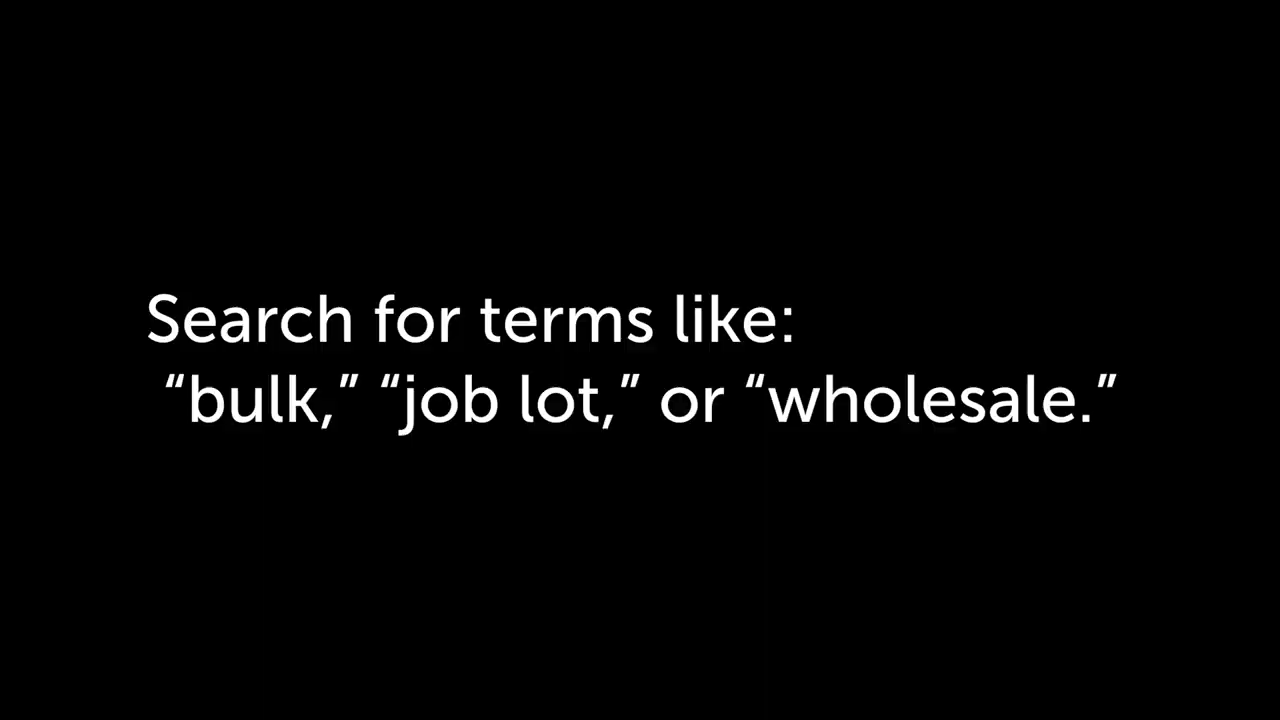 Search for terms like:
“bulk,” “job lot,” or “wholesale.”